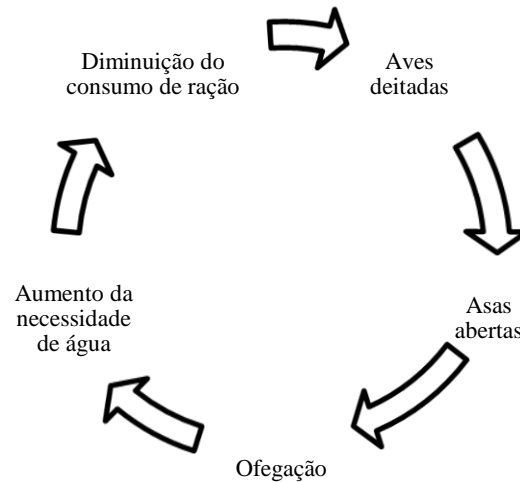 Diminuição do
consumo de ração
Aves
deitadas
Asas
abertas
Ofegação
Aumento da
necessidade
de água